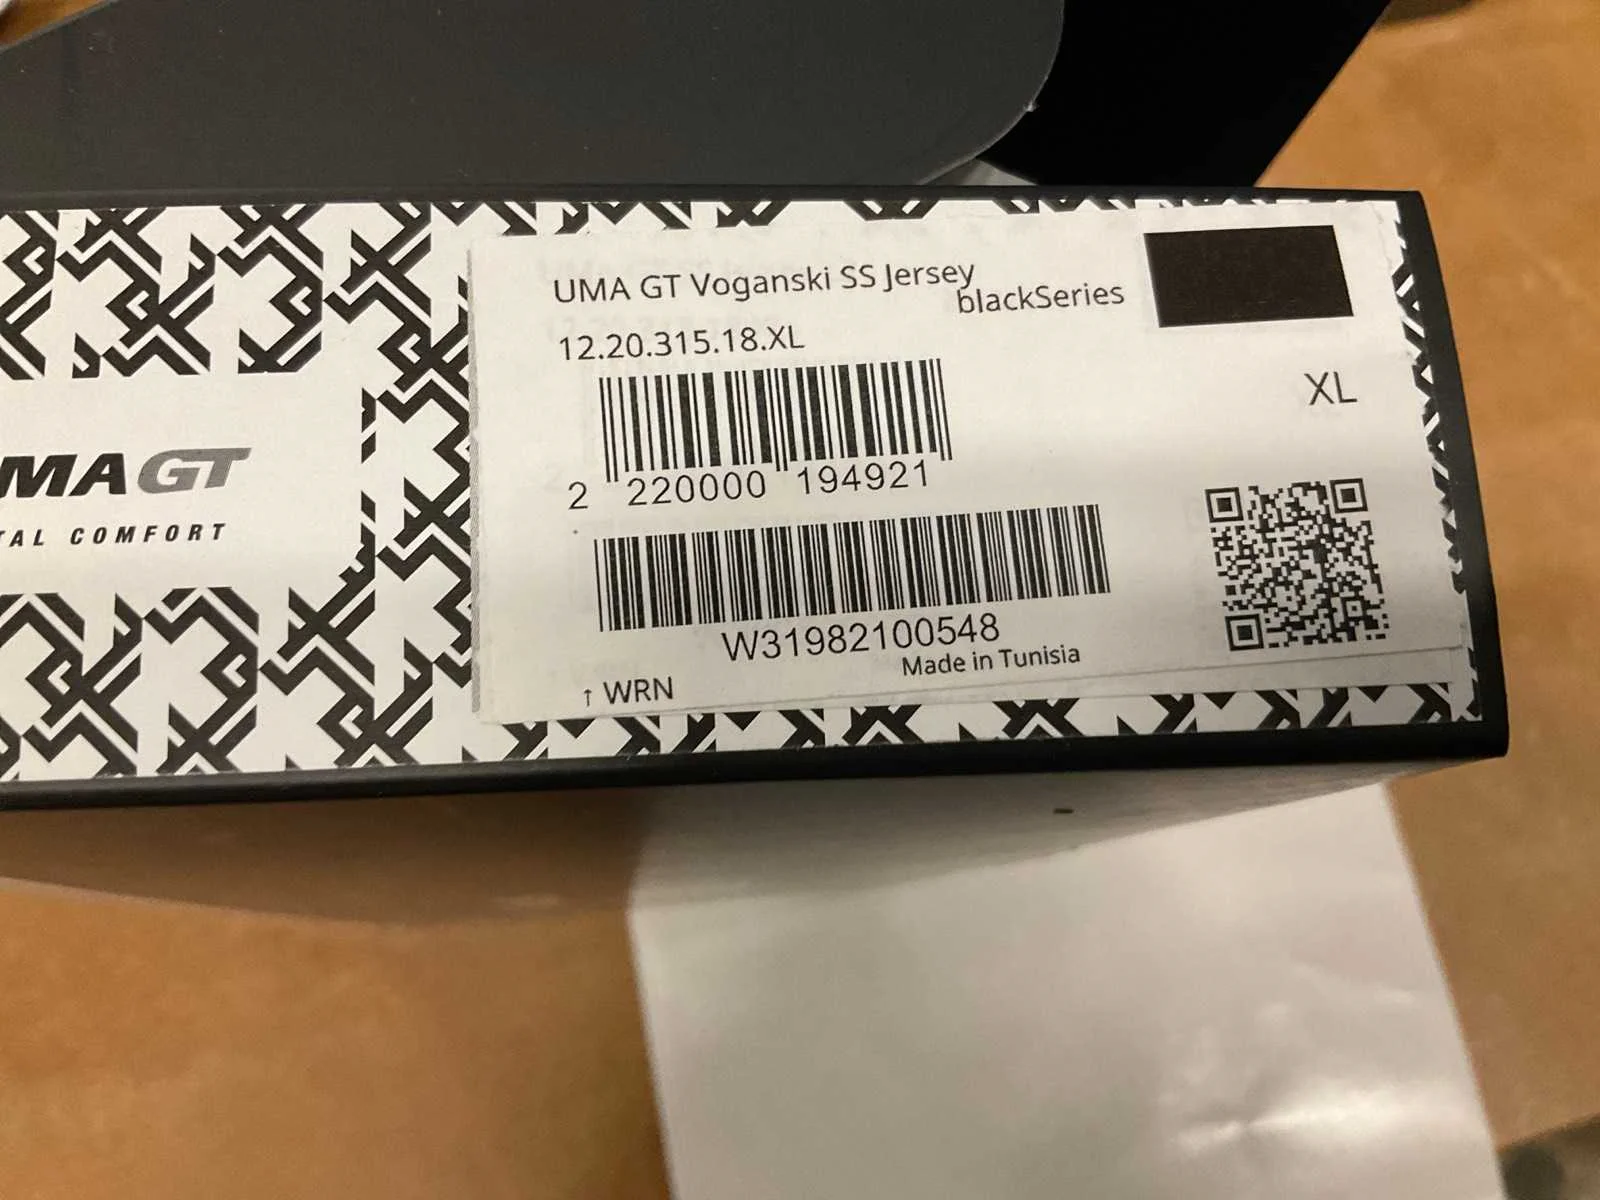 UMA GT Voganski SS Jersey
blackSeries
12.20.315.18.XL
XL
2 220000 194921
W31982100548
Made in Tunisia
↑ WRN
MA GT
TAL COMFORT